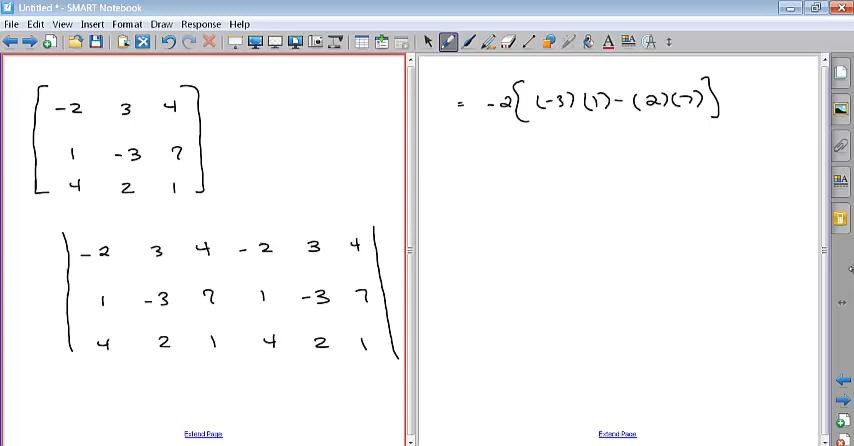 Untitled * - SMART Notebook
File Edit View Insert Format Draw Response Help
-2 3 4
1 -3 7
4 2 1
-2 3 4 -2 3 4
1 -3 7 1 -3 7
4 2 1 4 2 1
Extend Page
= -2[(-3)(1)-(2)(7)]
Extend Page